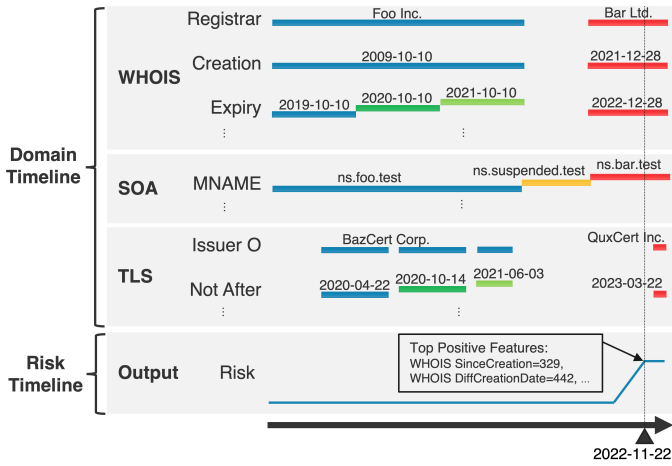 Registrar Foo Inc. Bar Ltd.
WHOIS Creation 2009-10-10 2021-12-28
Expiry 2019-10-10 2020-10-10 2021-10-10 2022-12-28
⋮ ⋮
Domain
Timeline
SOA MNAME ns.foo.test ns.suspended.test ns.bar.test
⋮ ⋮
Issuer O BazCert Corp. QuxCert Inc.
TLS Not After 2020-04-22 2020-10-14 2021-06-03 2023-03-22
⋮ ⋮
Risk
Timeline
Output Risk
Top Positive Features:
WHOIS SinceCreation=329,
WHOIS DiffCreationDate=442, ...
2022-11-22